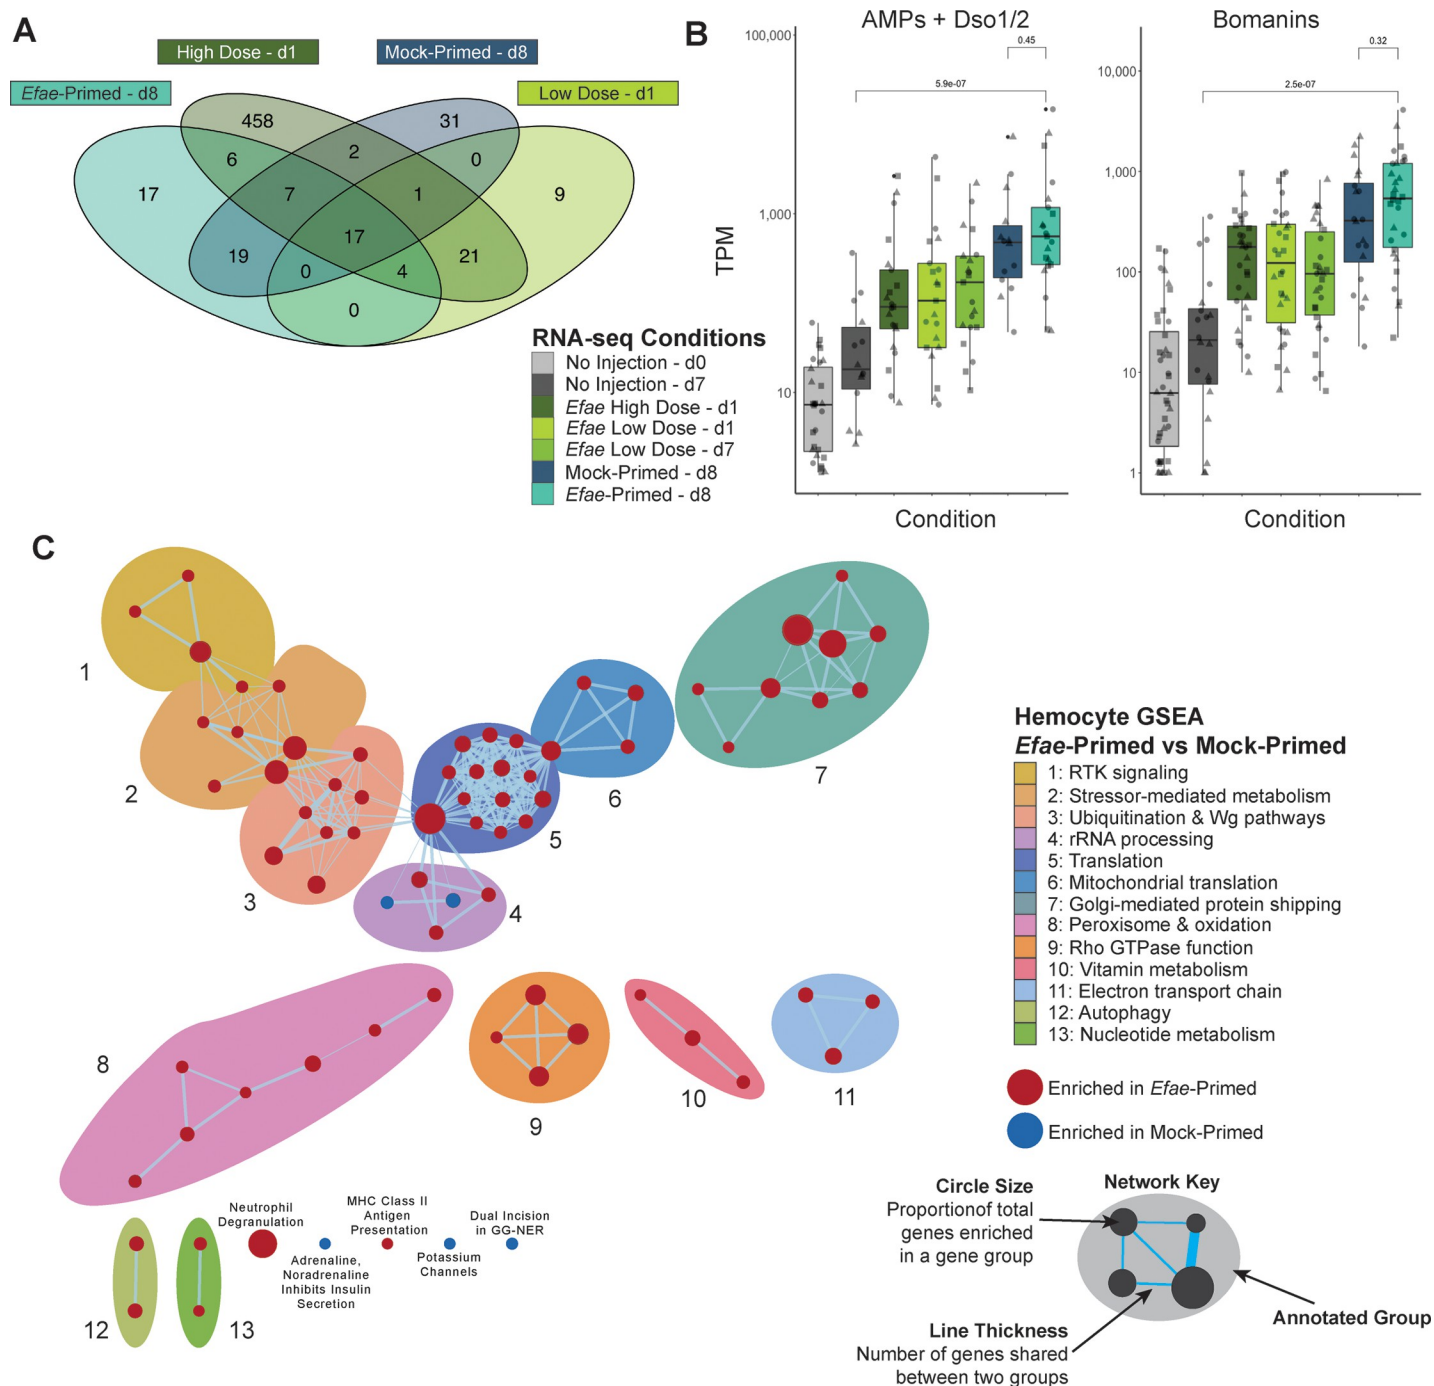 A
High Dose - d1
Mock-Primed - d8
Efae-Primed - d8
Low Dose - d1
458
31
6
2
0
17
7
1
9
17
19
0
4
21
0
RNA-seq Conditions
No Injection - d0
No Injection - d7
Efae High Dose - d1
Efae Low Dose - d1
Efae Low Dose - d7
Mock-Primed - d8
Efae-Primed - d8
B
AMPs + Dso1/2
TPM
100,000
1,000
10
0.45
5.9e-07
Condition
Bomanins
10,000
1,000
100
10
1
0.32
2.5e-07
Condition
C
1
2
3
4
5
6
7
8
9
10
11
12
13
Neutrophil
Degranulation
Adrenaline,
Noradrenaline
Inhibits Insulin
Secretion
MHC Class II
Antigen
Presentation
Potassium
Channels
Dual Incision
in GG-NER
Hemocyte GSEA
Efae-Primed vs Mock-Primed
1: RTK signaling
2: Stressor-mediated metabolism
3: Ubiquitination & Wg pathways
4: rRNA processing
5: Translation
6: Mitochondrial translation
7: Golgi-mediated protein shipping
8: Peroxisome & oxidation
9: Rho GTPase function
10: Vitamin metabolism
11: Electron transport chain
12: Autophagy
13: Nucleotide metabolism
Enriched in Efae-Primed
Enriched in Mock-Primed
Network Key
Circle Size
Proportionof total
genes enriched
in a gene group
Annotated Group
Line Thickness
Number of genes shared
between two groups